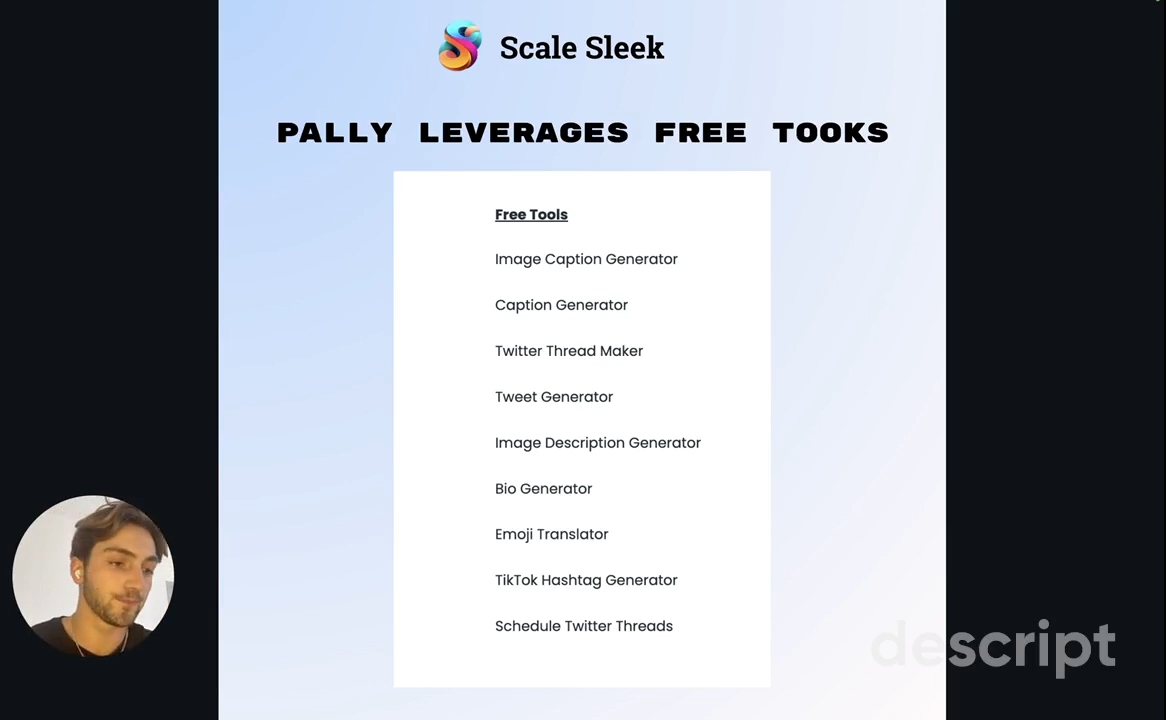 Scale Sleek
PALLY LEVERAGES FREE TOOKS
Free Tools
Image Caption Generator
Caption Generator
Twitter Thread Maker
Tweet Generator
Image Description Generator
Bio Generator
Emoji Translator
TikTok Hashtag Generator
Schedule Twitter Threads
descript